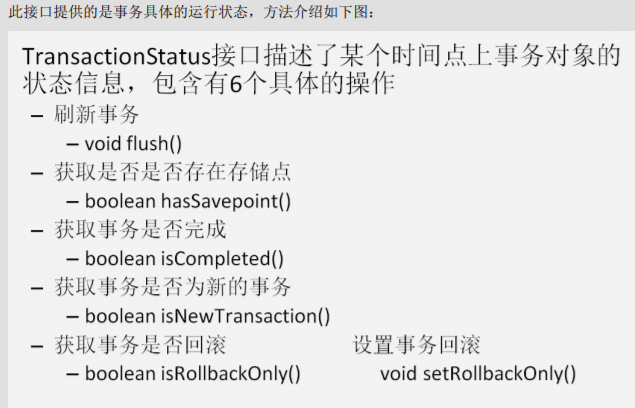 此接口提供的是事务具体的运行状态，方法介绍如下图：
TransactionStatus接口描述了某个时间点上事务对象的
状态信息，包含有6个具体的操作
– 刷新事务
– void flush()
– 获取是否是否存在存储点
– boolean hasSavepoint()
– 获取事务是否完成
– boolean isCompleted()
– 获取事务是否为新的事务
– boolean isNewTransaction()
– 获取事务是否回滚 设置事务回滚
– boolean isRollbackOnly() void setRollbackOnly()